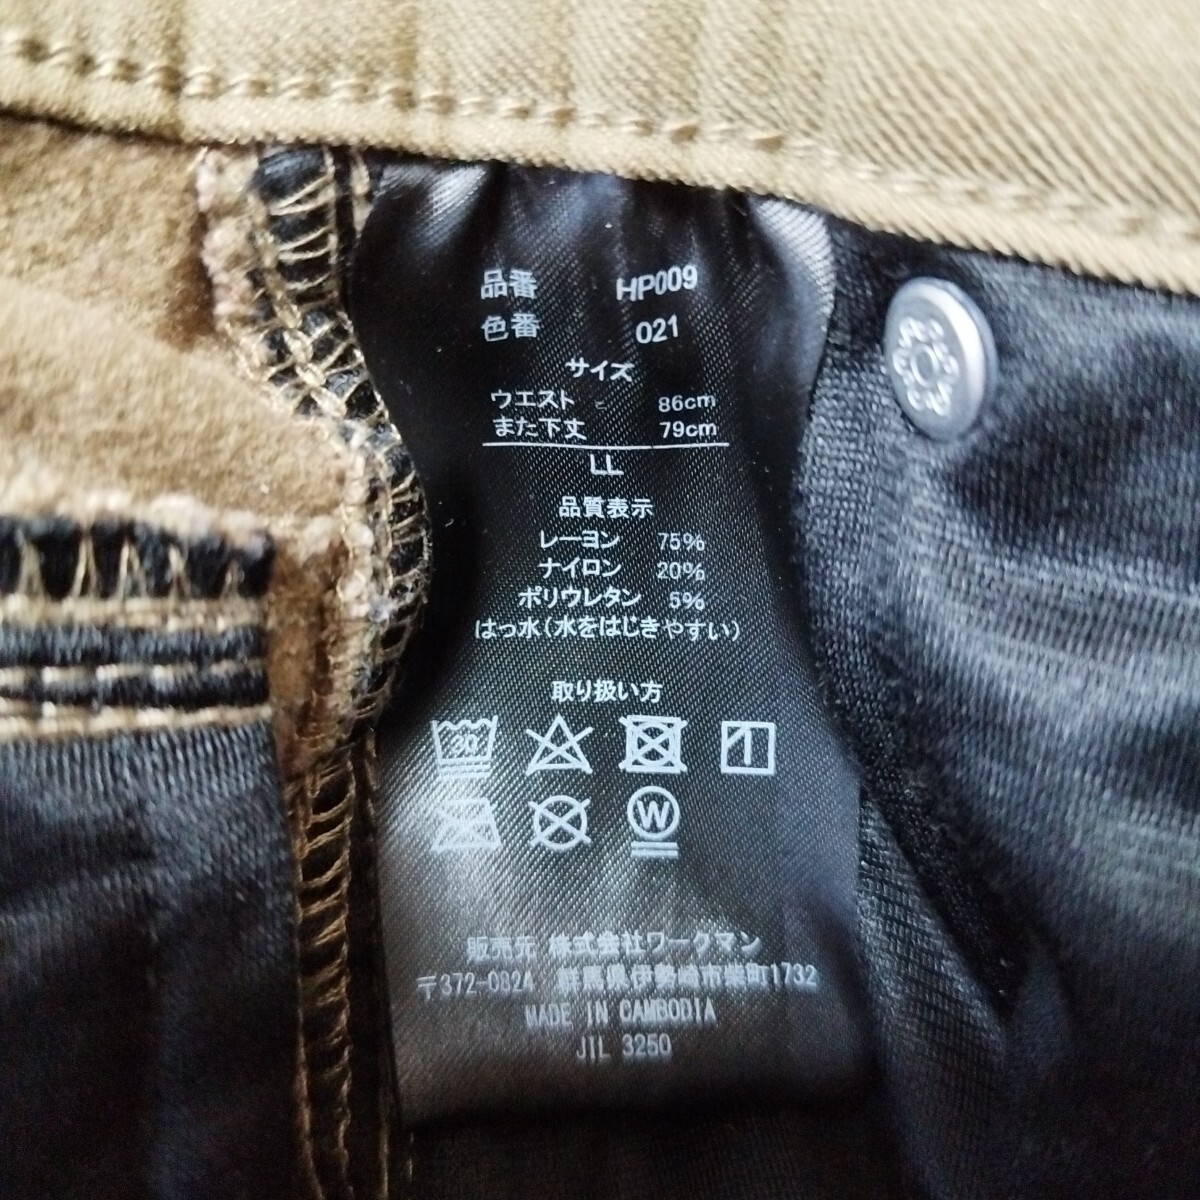 品番 HP009
色番 021
サイズ
ウエスト 86cm
また下丈 79cm
LL
品質表示
レーヨン 75%
ナイロン 20%
ポリウレタン 5%
はっ水(水をはじきやすい)
取り扱い方
30
W
販売元 株式会社ワークマン
〒372-0824 群馬県伊勢崎市柴町1732
MADE IN CAMBODIA
JIL 3250